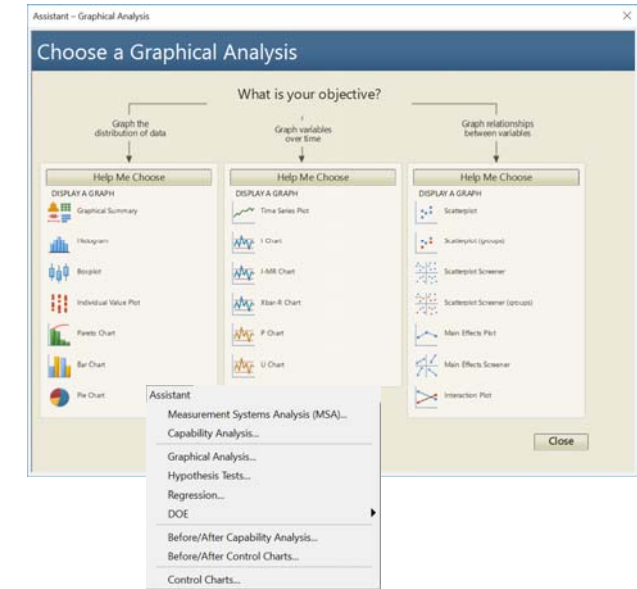 Assistant – Graphical Analysis
Choose a Graphical Analysis
What is your objective?
Graph the
distribution of data
Graph variables
over time
Graph relationships
between variables
Help Me Choose
DISPLAY A GRAPH
Graphical Summary
Histogram
Boxplot
Individual Value Plot
Pareto Chart
Bar Chart
Pie Chart
Help Me Choose
DISPLAY A GRAPH
Time Series Plot
I Chart
I-MR Chart
Xbar-R Chart
P Chart
U Chart
Help Me Choose
DISPLAY A GRAPH
Scatterplot
Scatterplot (groups)
Scatterplot Screener
Scatterplot Screener (groups)
Main Effects Plot
Main Effects Screener
Interaction Plot
Close
Assistant
Measurement Systems Analysis (MSA)...
Capability Analysis...
Graphical Analysis...
Hypothesis Tests...
Regression...
DOE
Before/After Capability Analysis...
Before/After Control Charts...
Control Charts...